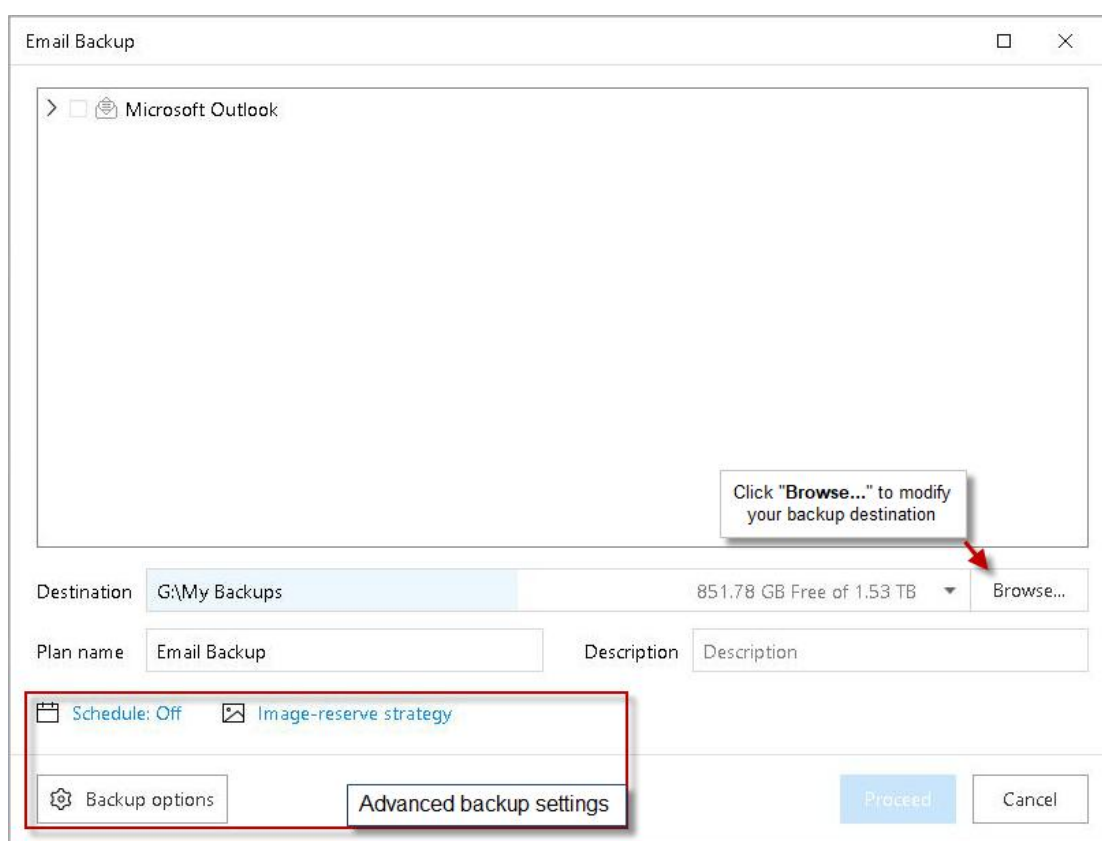 Email Backup
Microsoft Outlook
Click "Browse..." to modify
your backup destination
Destination G:\My Backups 851.78 GB Free of 1.53 TB Browse...
Plan name Email Backup Description Description
Schedule: Off Image-reserve strategy
Backup options Advanced backup settings Proceed Cancel